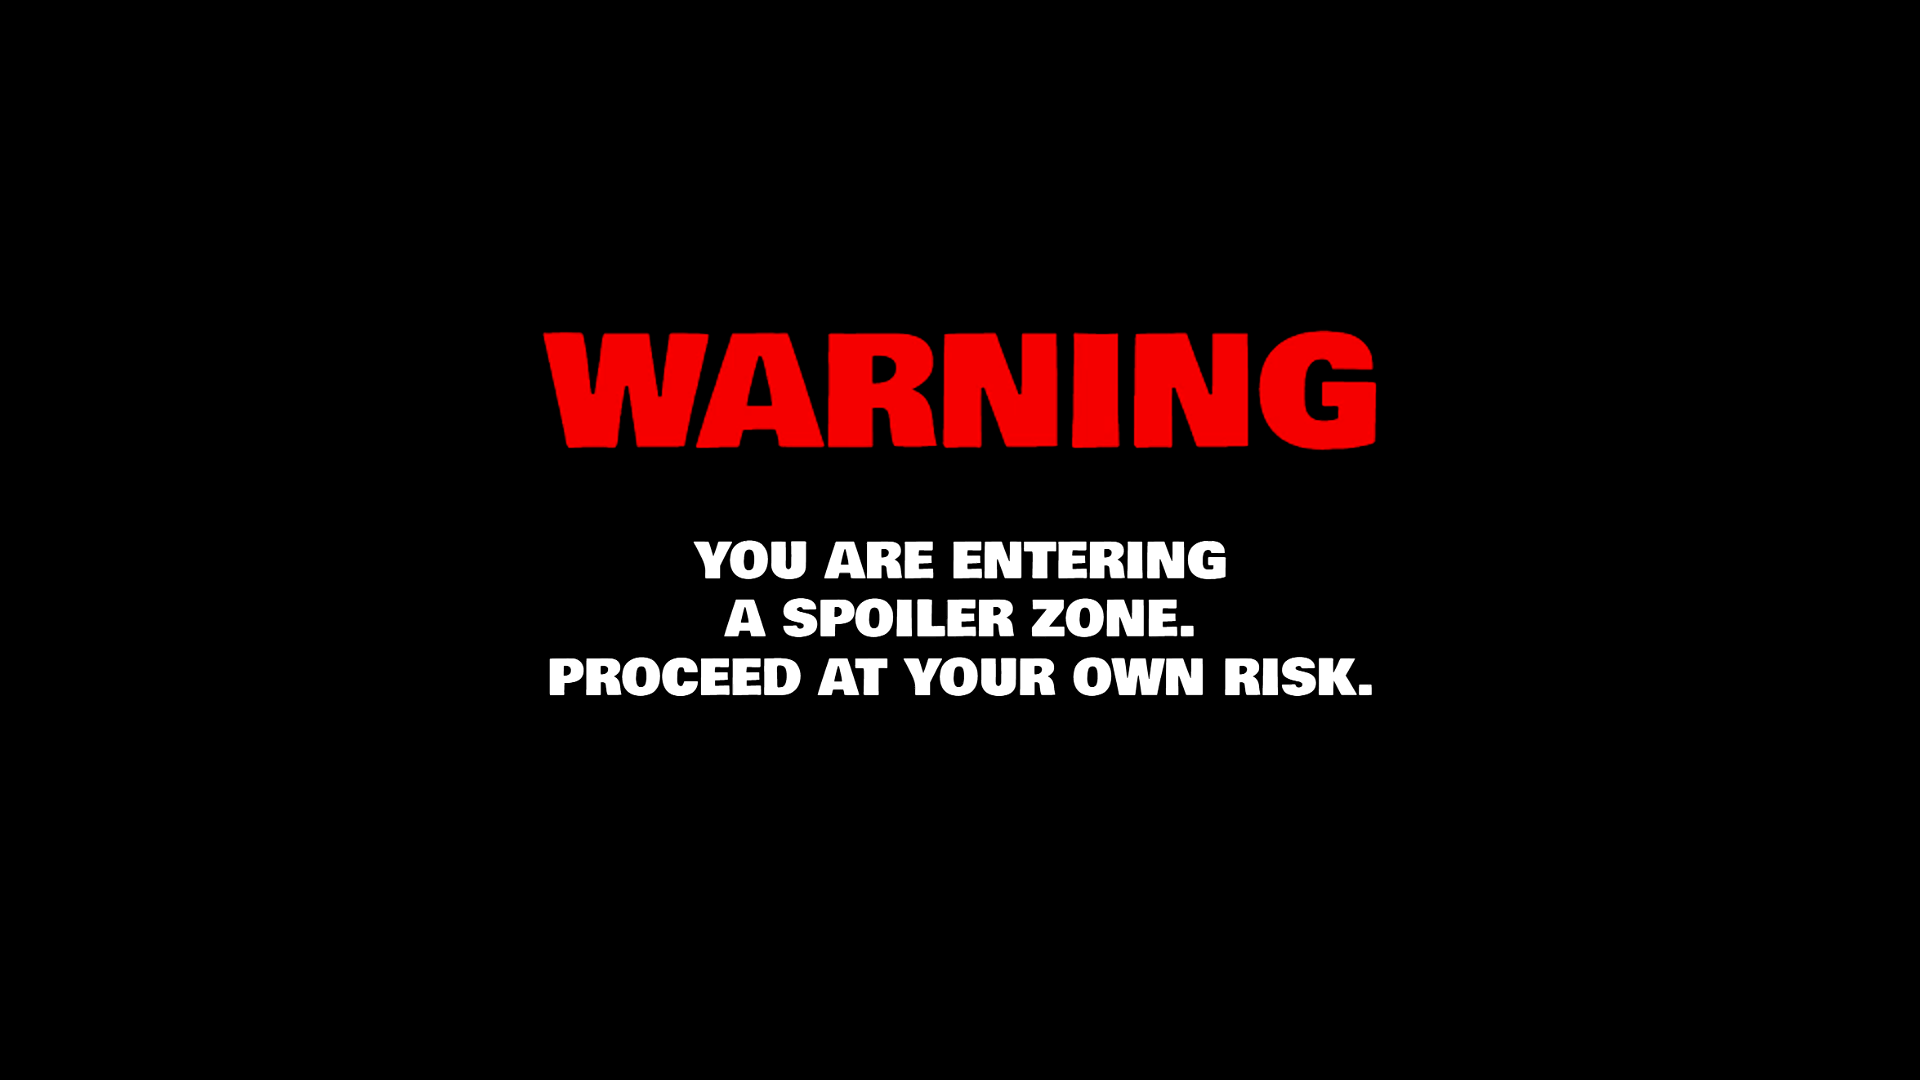 WARNING
YOU ARE ENTERING
A SPOILER ZONE.
PROCEED AT YOUR OWN RISK.